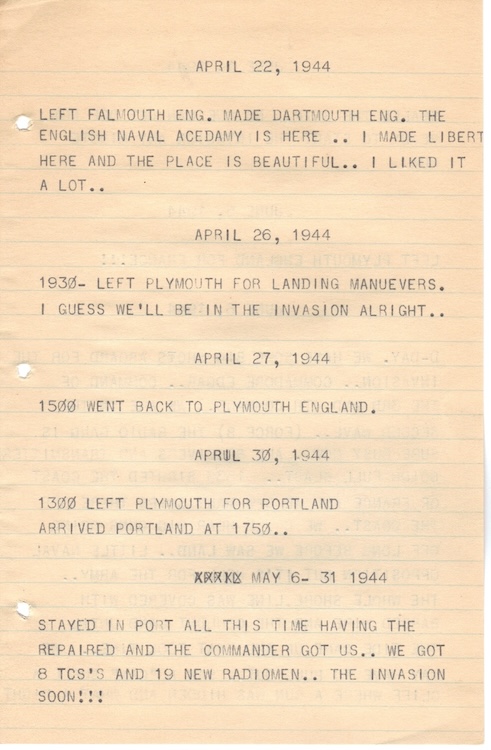 APRIL 22, 1944
LEFT FALMOUTH ENG. MADE DARTMOUTH ENG. THE
ENGLISH NAVAL ACEDAMY IS HERE .. I MADE LIBERT
HERE AND THE PLACE IS BEAUTIFUL.. I LIKED IT
A LOT..
APRIL 26, 1944
193Ø- LEFT PLYMOUTH FOR LANDING MANUEVERS.
I GUESS WE'LL BE IN THE INVASION ALRIGHT..
APRIL 27, 1944
15ØØ WENT BACK TO PLYMOUTH ENGLAND.
APRIL 3Ø, 1944
13ØØ LEFT PLYMOUTH FOR PORTLAND
ARRIVED PORTLAND AT 175Ø..
MAY 6- 31 1944
STAYED IN PORT ALL THIS TIME HAVING THE
REPAIRED AND THE COMMANDER GOT US.. WE GOT
8 TCS'S AND 19 NEW RADIOMEN.. THE INVASION
SOON!!!